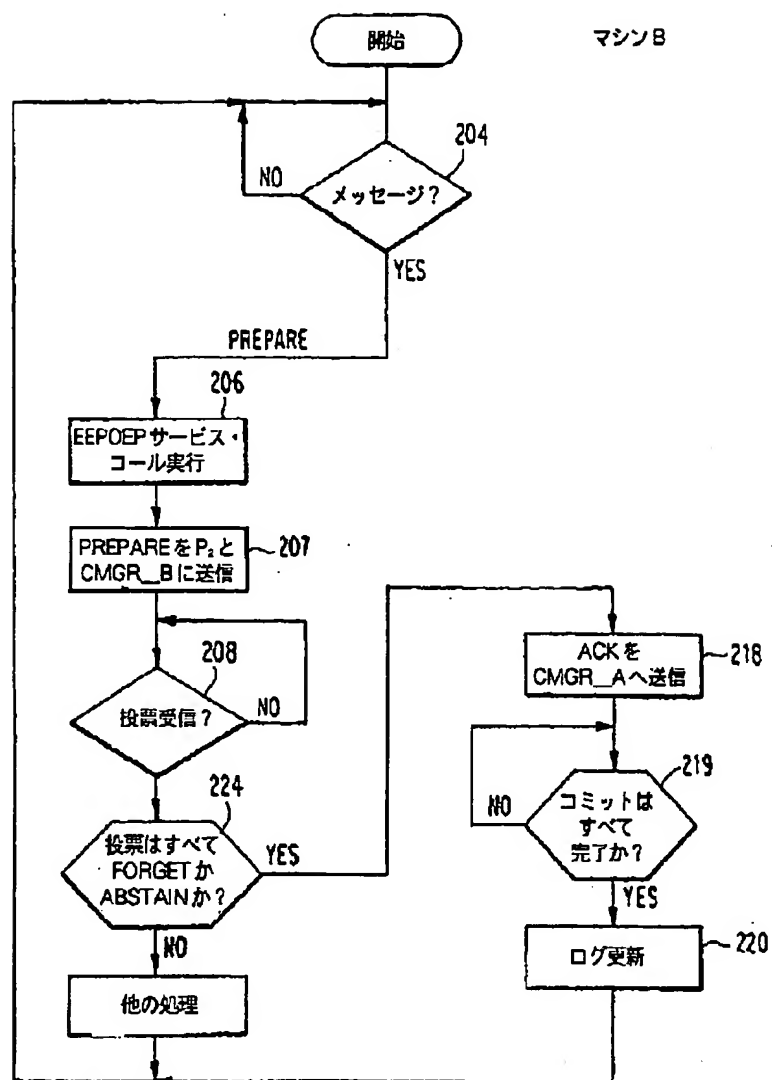 開始
マシンB
204
NO
メッセージ?
YES
PREPARE
206
EEPOEPサービス・
コール実行
PREPAREをP₂と
CMGR__Bに送信
207
208
投票受信?
NO
224
投票はすべて
FORGETか
ABSTAINか?
YES
NO
他の処理
ACKを
CMGR__Aへ送信
218
219
NO
コミットは
すべて
完了か?
YES
ログ更新
220